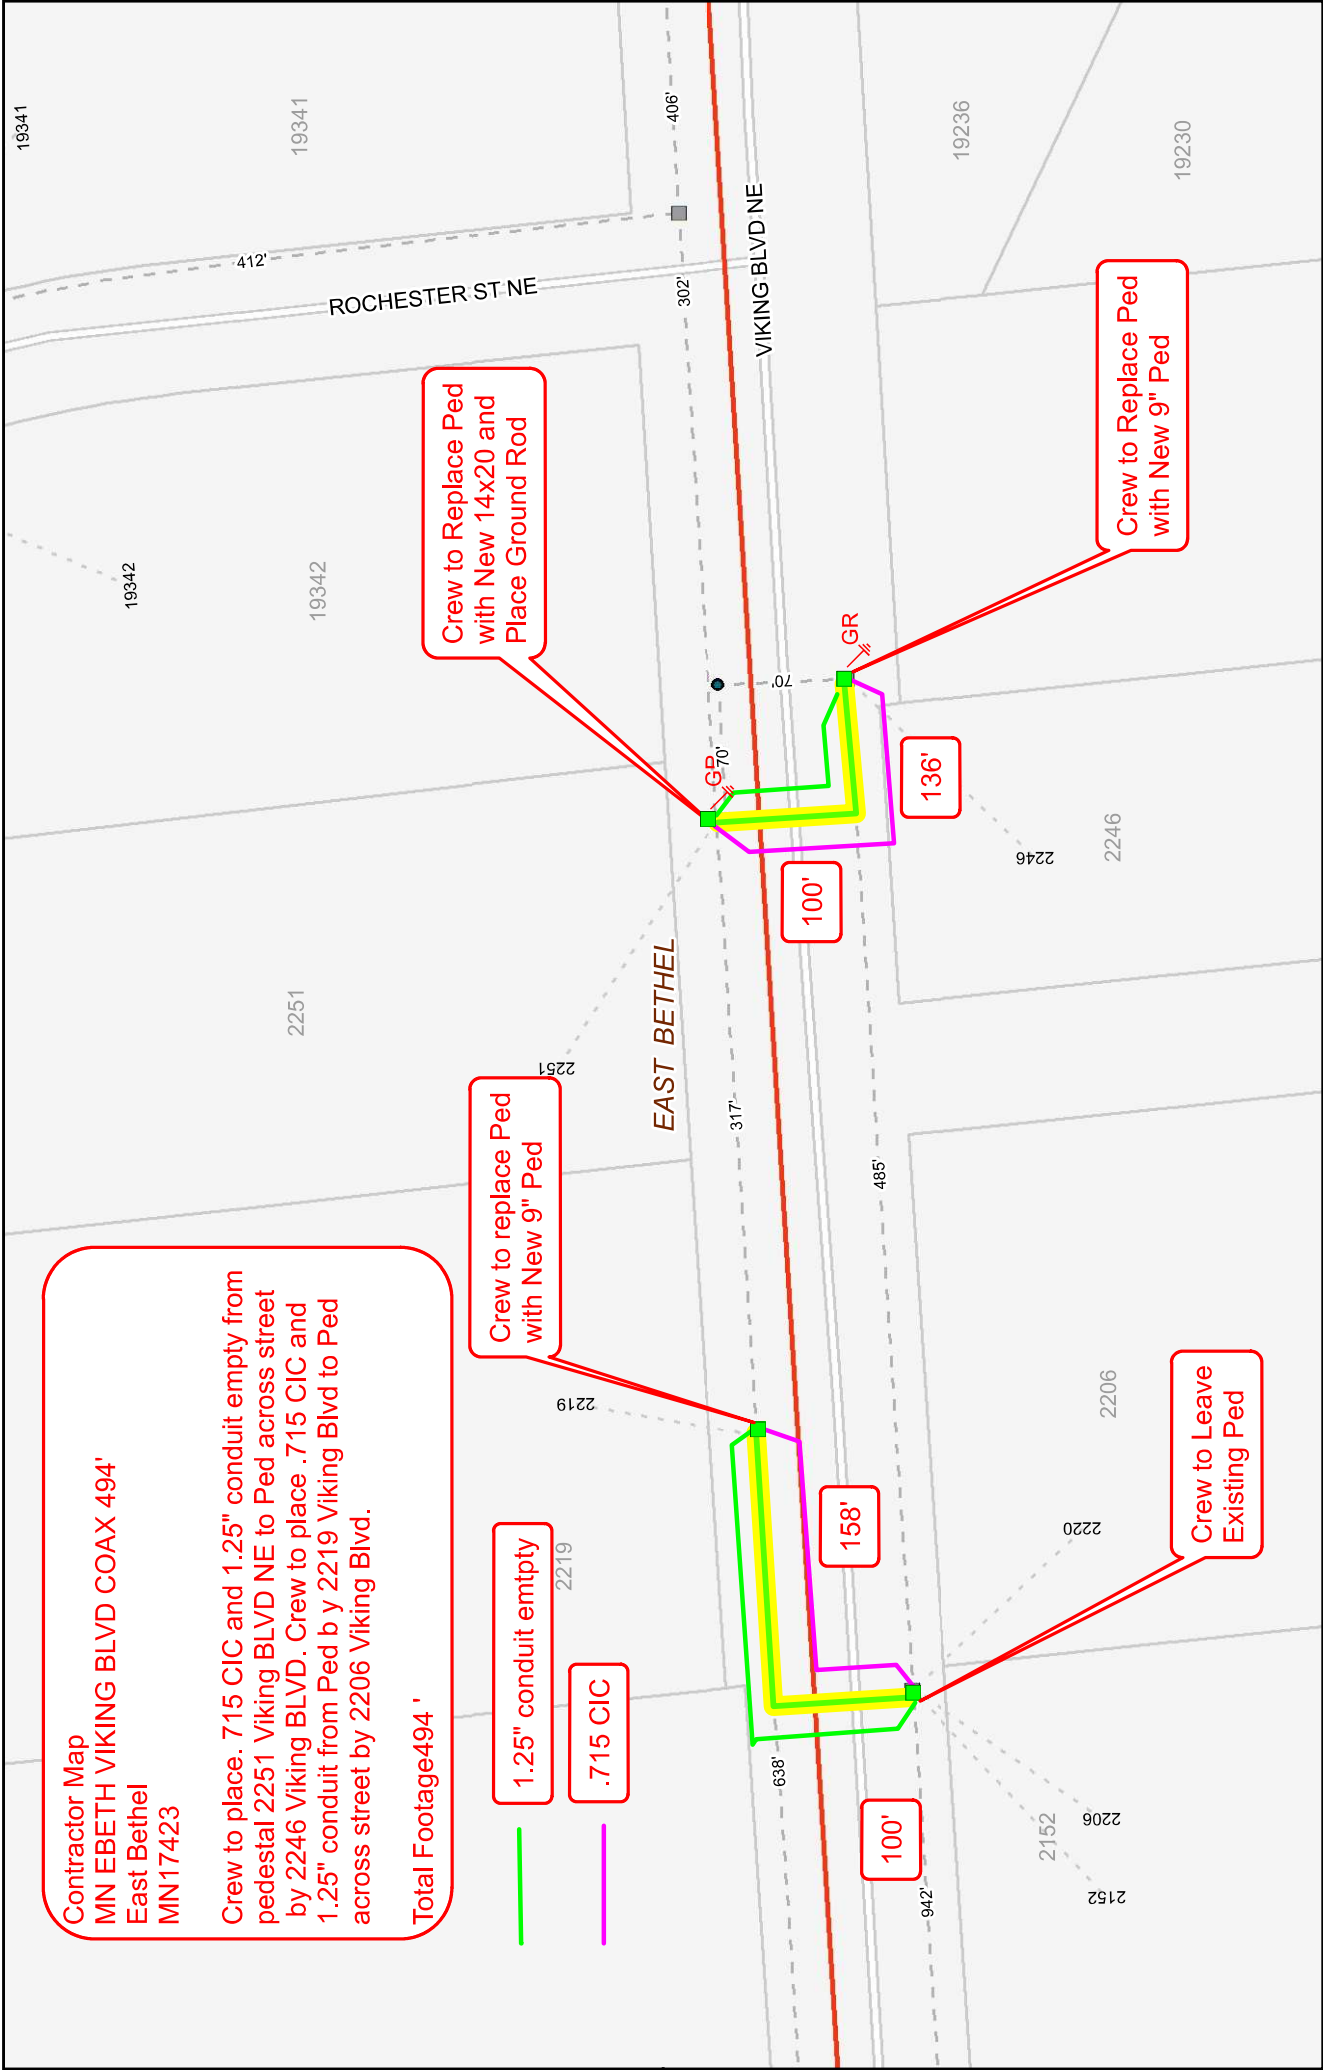 Contractor Map
MN EBETH VIKING BLVD COAX 494'
East Bethel
MN17423
Crew to place. 715 CIC and 1.25" conduit empty from
pedestal 2251 Viking BLVD NE to Ped across street
by 2246 Viking BLVD. Crew to place .715 CIC and
1.25" conduit from Ped b y 2219 Viking Blvd to Ped
across street by 2206 Viking Blvd.
Total Footage494 '
1.25" conduit emtpty
.715 CIC
Crew to replace Ped
with New 9" Ped
Crew to Replace Ped
with New 14x20 and
Place Ground Rod
Crew to Replace Ped
with New 9" Ped
Crew to Leave
Existing Ped
158'
100'
100'
136'
GR
GR
EAST BETHEL
ROCHESTER ST NE
VIKING BLVD NE
19341
19341
19342
19342
19236
19230
2251
2251
2219
2219
2246
2246
2206
2206
2220
2152
2152
412'
406'
302'
70'
70'
317'
485'
638'
942'